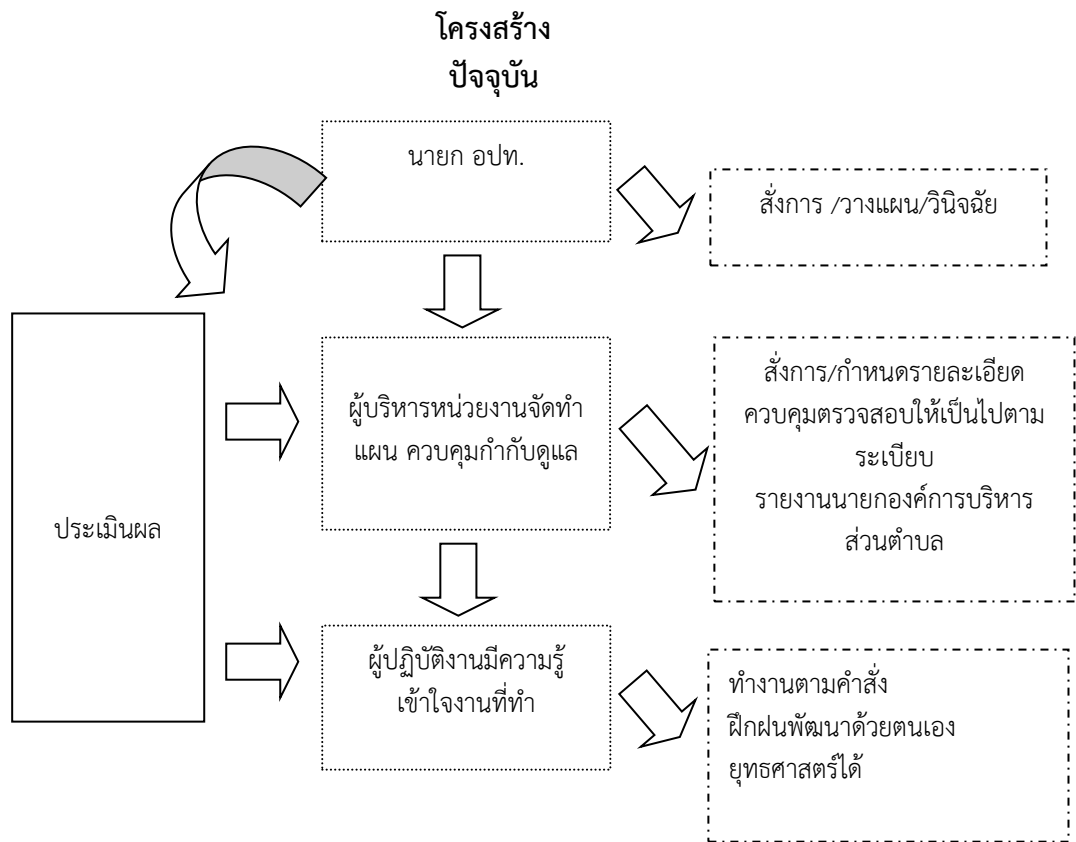 โครงสร้าง
ปัจจุบัน
นายก อปท.
สั่งการ /วางแผน/วินิจฉัย
ผู้บริหารหน่วยงานจัดทำ
แผน ควบคุมกำกับดูแล
สั่งการ/กำหนดรายละเอียด
ควบคุมตรวจสอบให้เป็นไปตาม
ระเบียบ
รายงานนายกองค์การบริหาร
ส่วนตำบล
ประเมินผล
ผู้ปฏิบัติงานมีความรู้
เข้าใจงานที่ทำ
ทำงานตามคำสั่ง
ฝึกฝนพัฒนาด้วยตนเอง
ยุทธศาสตร์ได้